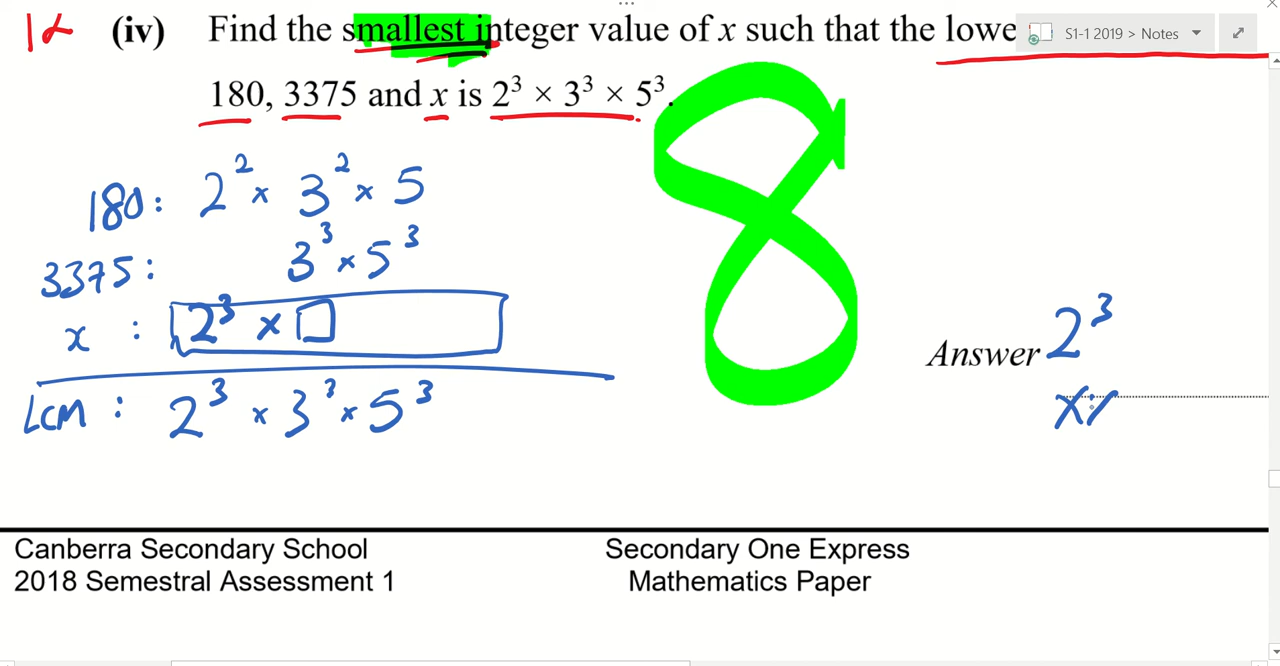 1x (iv) Find the smallest integer value of x such that the lowe
S1-1 2019 > Notes
180, 3375 and x is 2³ × 3³ × 5³.
8
180: 2² × 3² × 5
3375: 3³ × 5³
x : 2³ × □
LCM : 2³ × 3³ × 5³
Answer 2³
Canberra Secondary School
2018 Semestral Assessment 1
Secondary One Express
Mathematics Paper